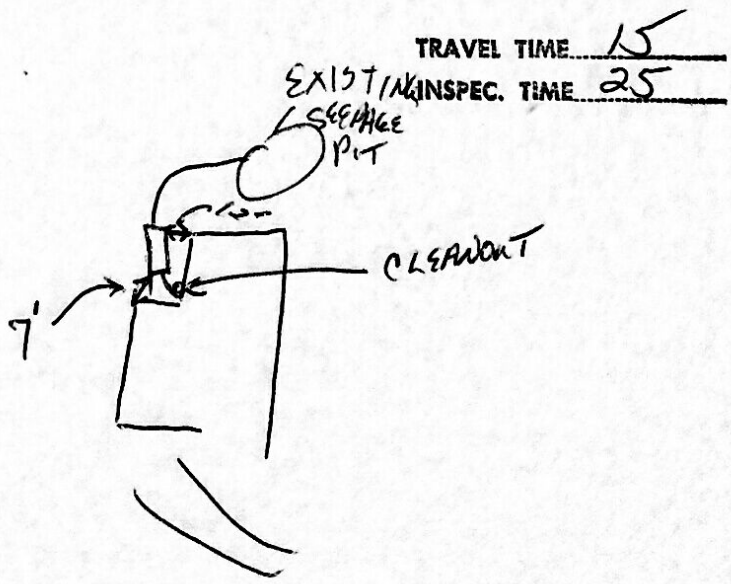 TRAVEL TIME 15
INSPEC. TIME 25
EXISTING
SEEPAGE
PIT
CLEANOUT
7'